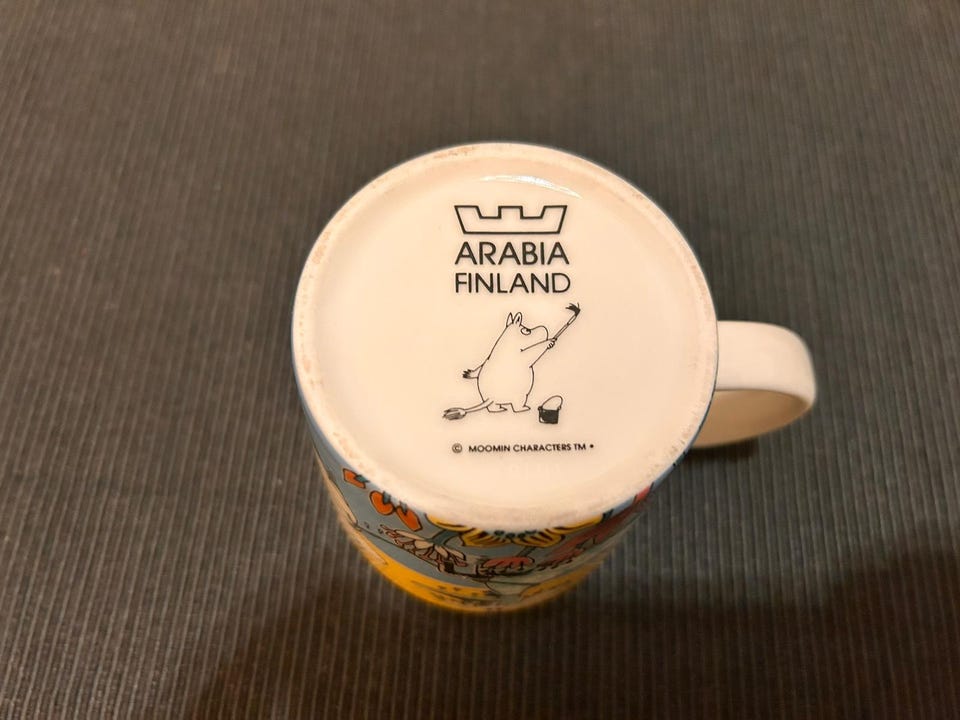 ARABIA
FINLAND
© MOOMIN CHARACTERS TM •